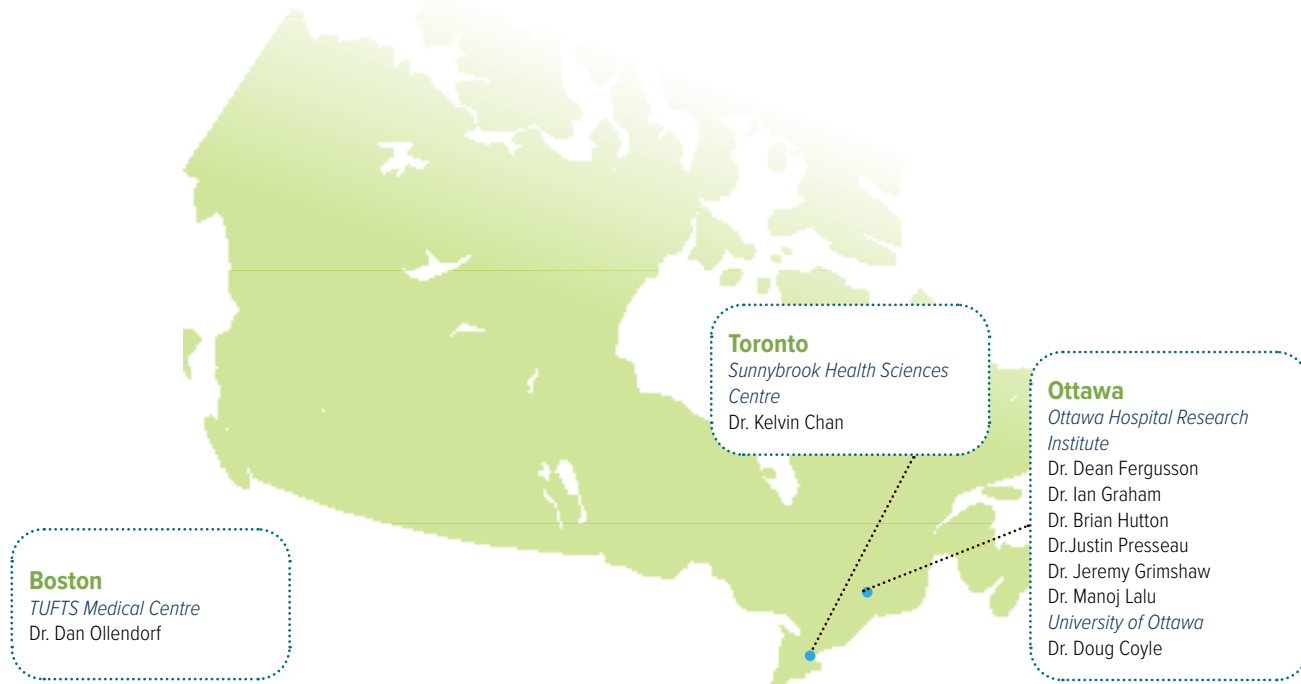 Toronto
Sunnybrook Health Sciences
Centre
Dr. Kelvin Chan
Ottawa
Ottawa Hospital Research
Institute
Dr. Dean Fergusson
Dr. Ian Graham
Dr. Brian Hutton
Dr.Justin Presseau
Dr. Jeremy Grimshaw
Dr. Manoj Lalu
University of Ottawa
Dr. Doug Coyle
Boston
TUFTS Medical Centre
Dr. Dan Ollendorf